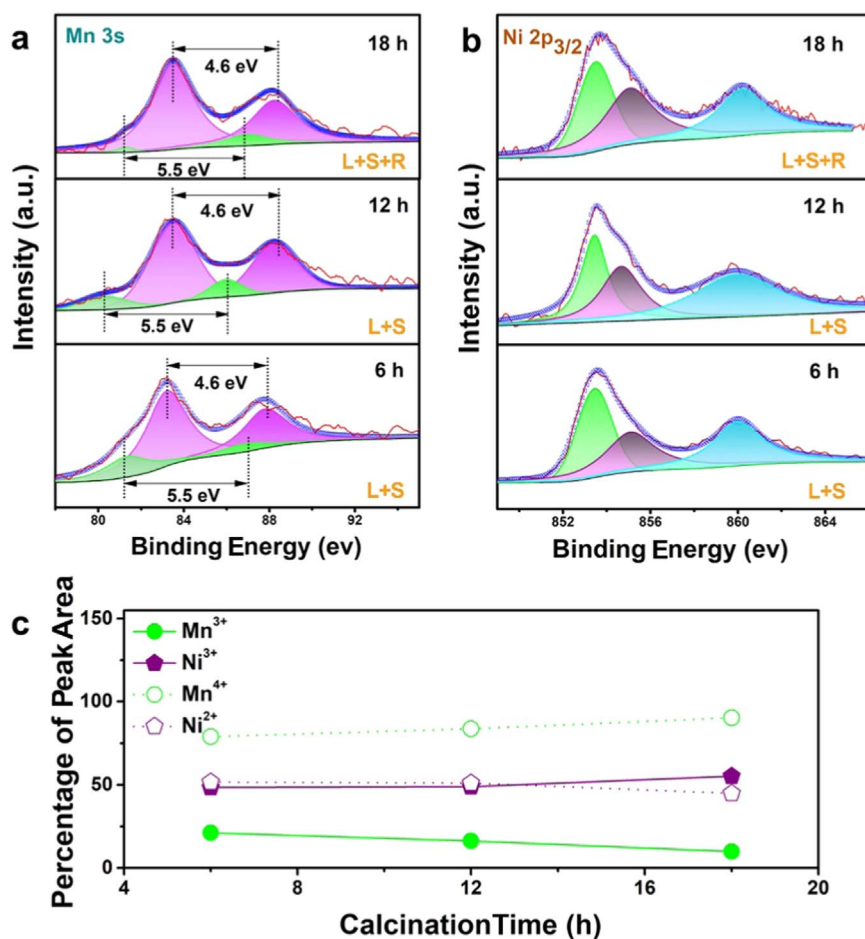 a
Mn 3s
18 h
4.6 eV
5.5 eV
L+S+R
12 h
4.6 eV
5.5 eV
L+S
6 h
4.6 eV
5.5 eV
L+S
Intensity (a.u.)
80 84 88 92
Binding Energy (ev)
b
Ni 2p3/2
18 h
L+S+R
12 h
L+S
6 h
L+S
Intensity (a.u.)
852 856 860 864
Binding Energy (ev)
c
Percentage of Peak Area
150
100
50
0
Mn3+
Ni3+
Mn4+
Ni2+
4 8 12 16 20
CalcinationTime (h)